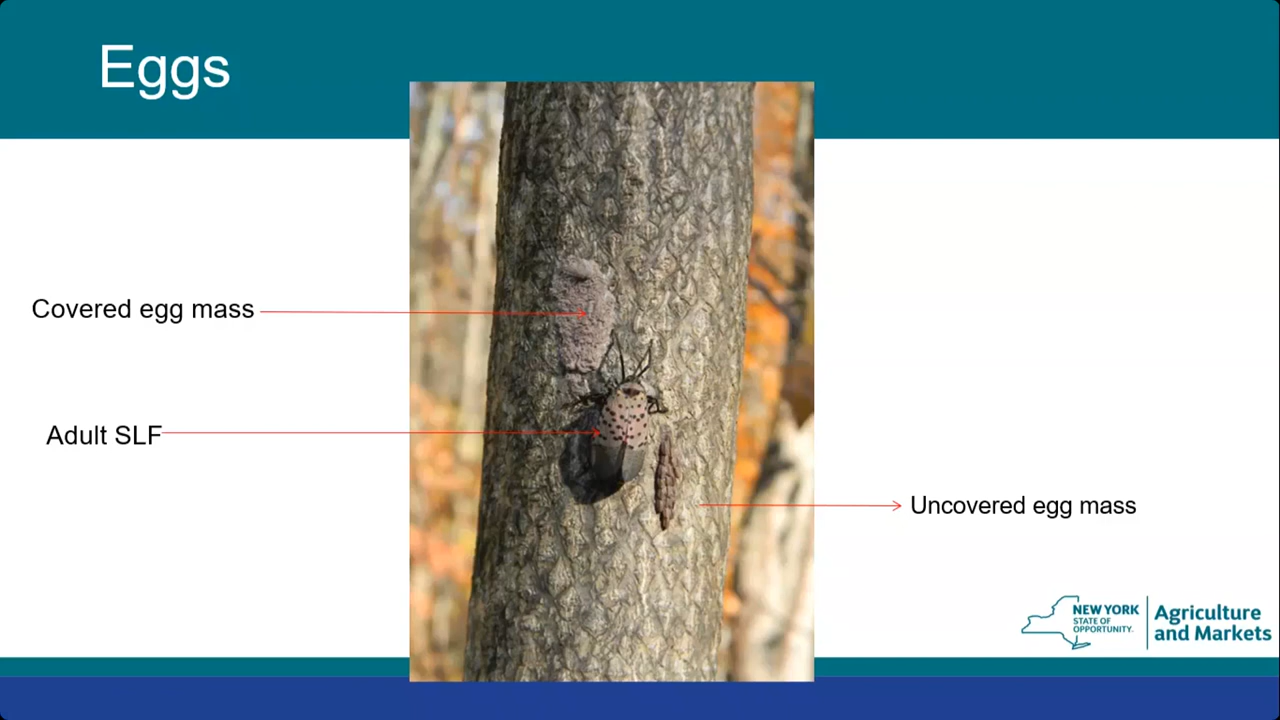 Eggs
Covered egg mass
Adult SLF
Uncovered egg mass
NEW YORK
STATE OF
OPPORTUNITY.
Agriculture
and Markets